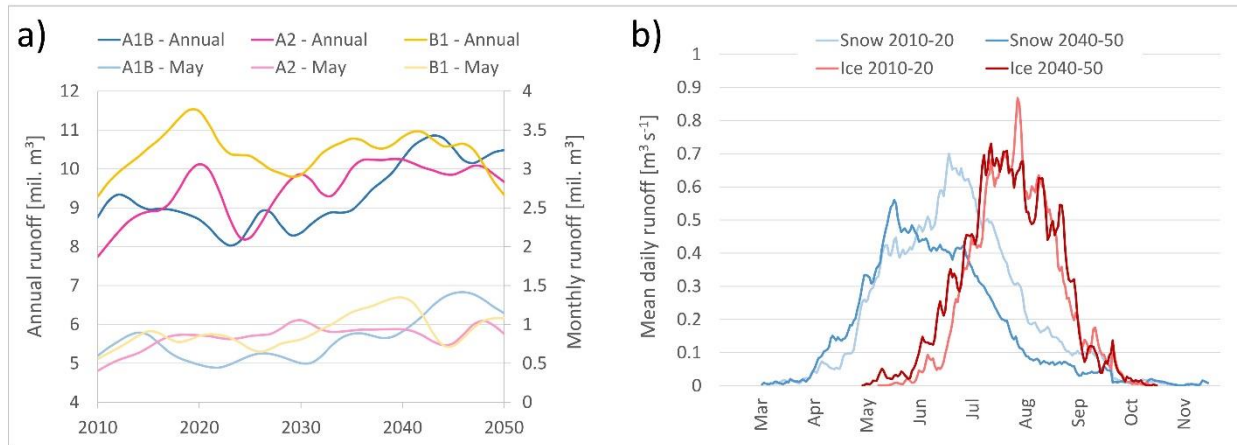 a)
A1B - Annual A2 - Annual B1 - Annual
A1B - May A2 - May B1 - May
Annual runoff [mil. m³]
12
11
10
9
8
7
6
5
4
4
3.5
3
2.5
2
1.5
1
0.5
0
Monthly runoff [mil. m³]
2010 2020 2030 2040 2050
b)
Snow 2010-20 Snow 2040-50
Ice 2010-20 Ice 2040-50
Mean daily runoff [m³ s⁻¹]
1
0.9
0.8
0.7
0.6
0.5
0.4
0.3
0.2
0.1
0
Mar Apr May Jun Jul Aug Sep Oct Nov